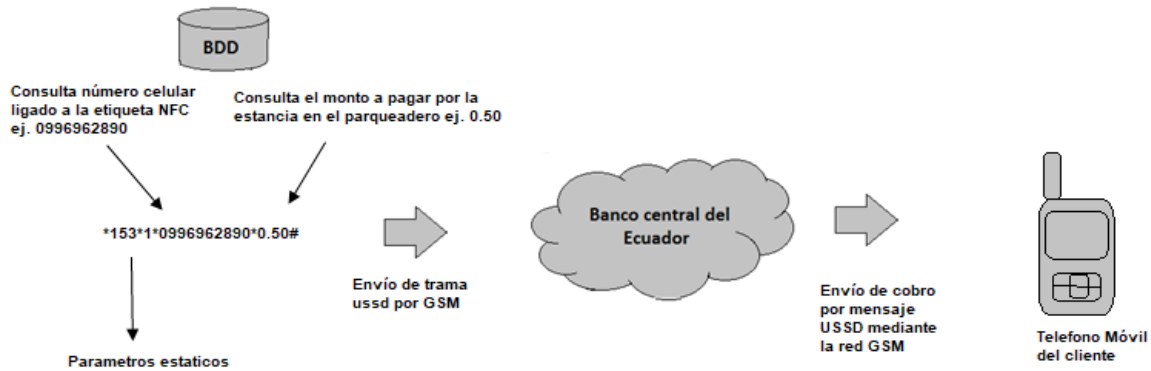 BDD
Consulta número celular
ligado a la etiqueta NFC
ej. 0996962890
Consulta el monto a pagar por la
estancia en el parqueadero ej. 0.50
*153*1*0996962890*0.50#
Parametros estaticos
Envío de trama
ussd por GSM
Banco central del
Ecuador
Envío de cobro
por mensaje
USSD mediante
la red GSM
Telefono Móvil
del cliente